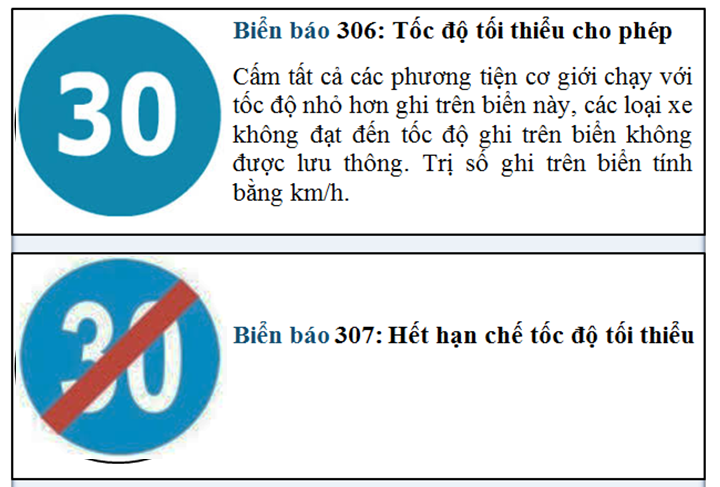 30
Biển báo 306: Tốc độ tối thiểu cho phép
Cấm tất cả các phương tiện cơ giới chạy với
tốc độ nhỏ hơn ghi trên biển này, các loại xe
không đạt đến tốc độ ghi trên biển không
được lưu thông. Trị số ghi trên biển tính
bằng km/h.
30
Biển báo 307: Hết hạn chế tốc độ tối thiểu